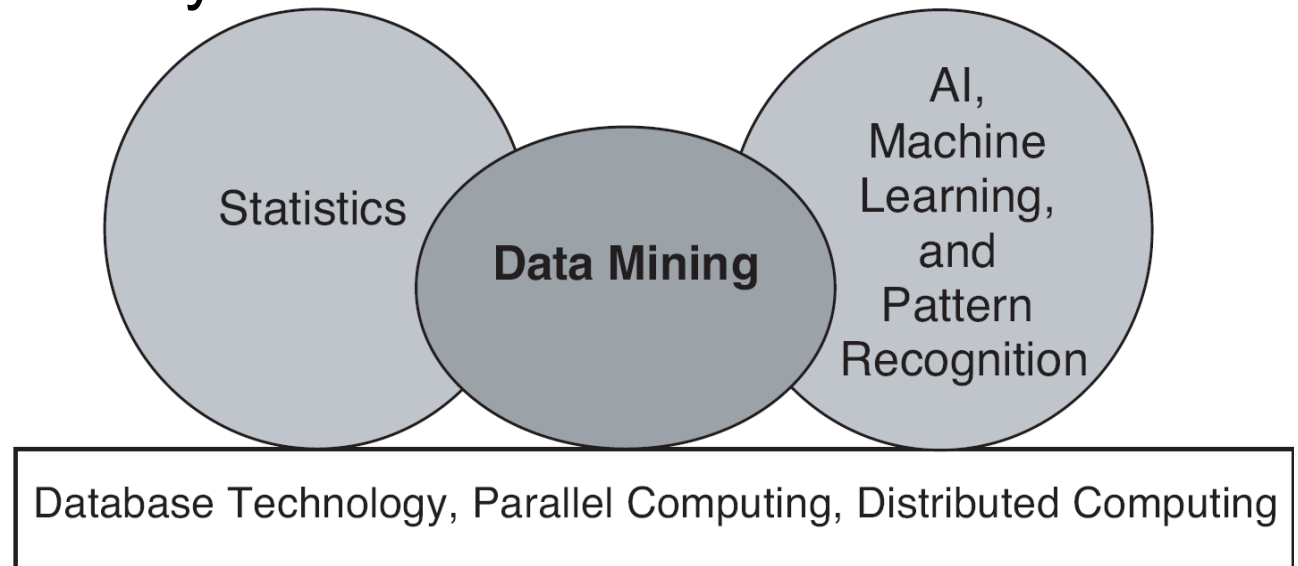 Statistics
Data Mining
AI,
Machine
Learning,
and
Pattern
Recognition
Database Technology, Parallel Computing, Distributed Computing